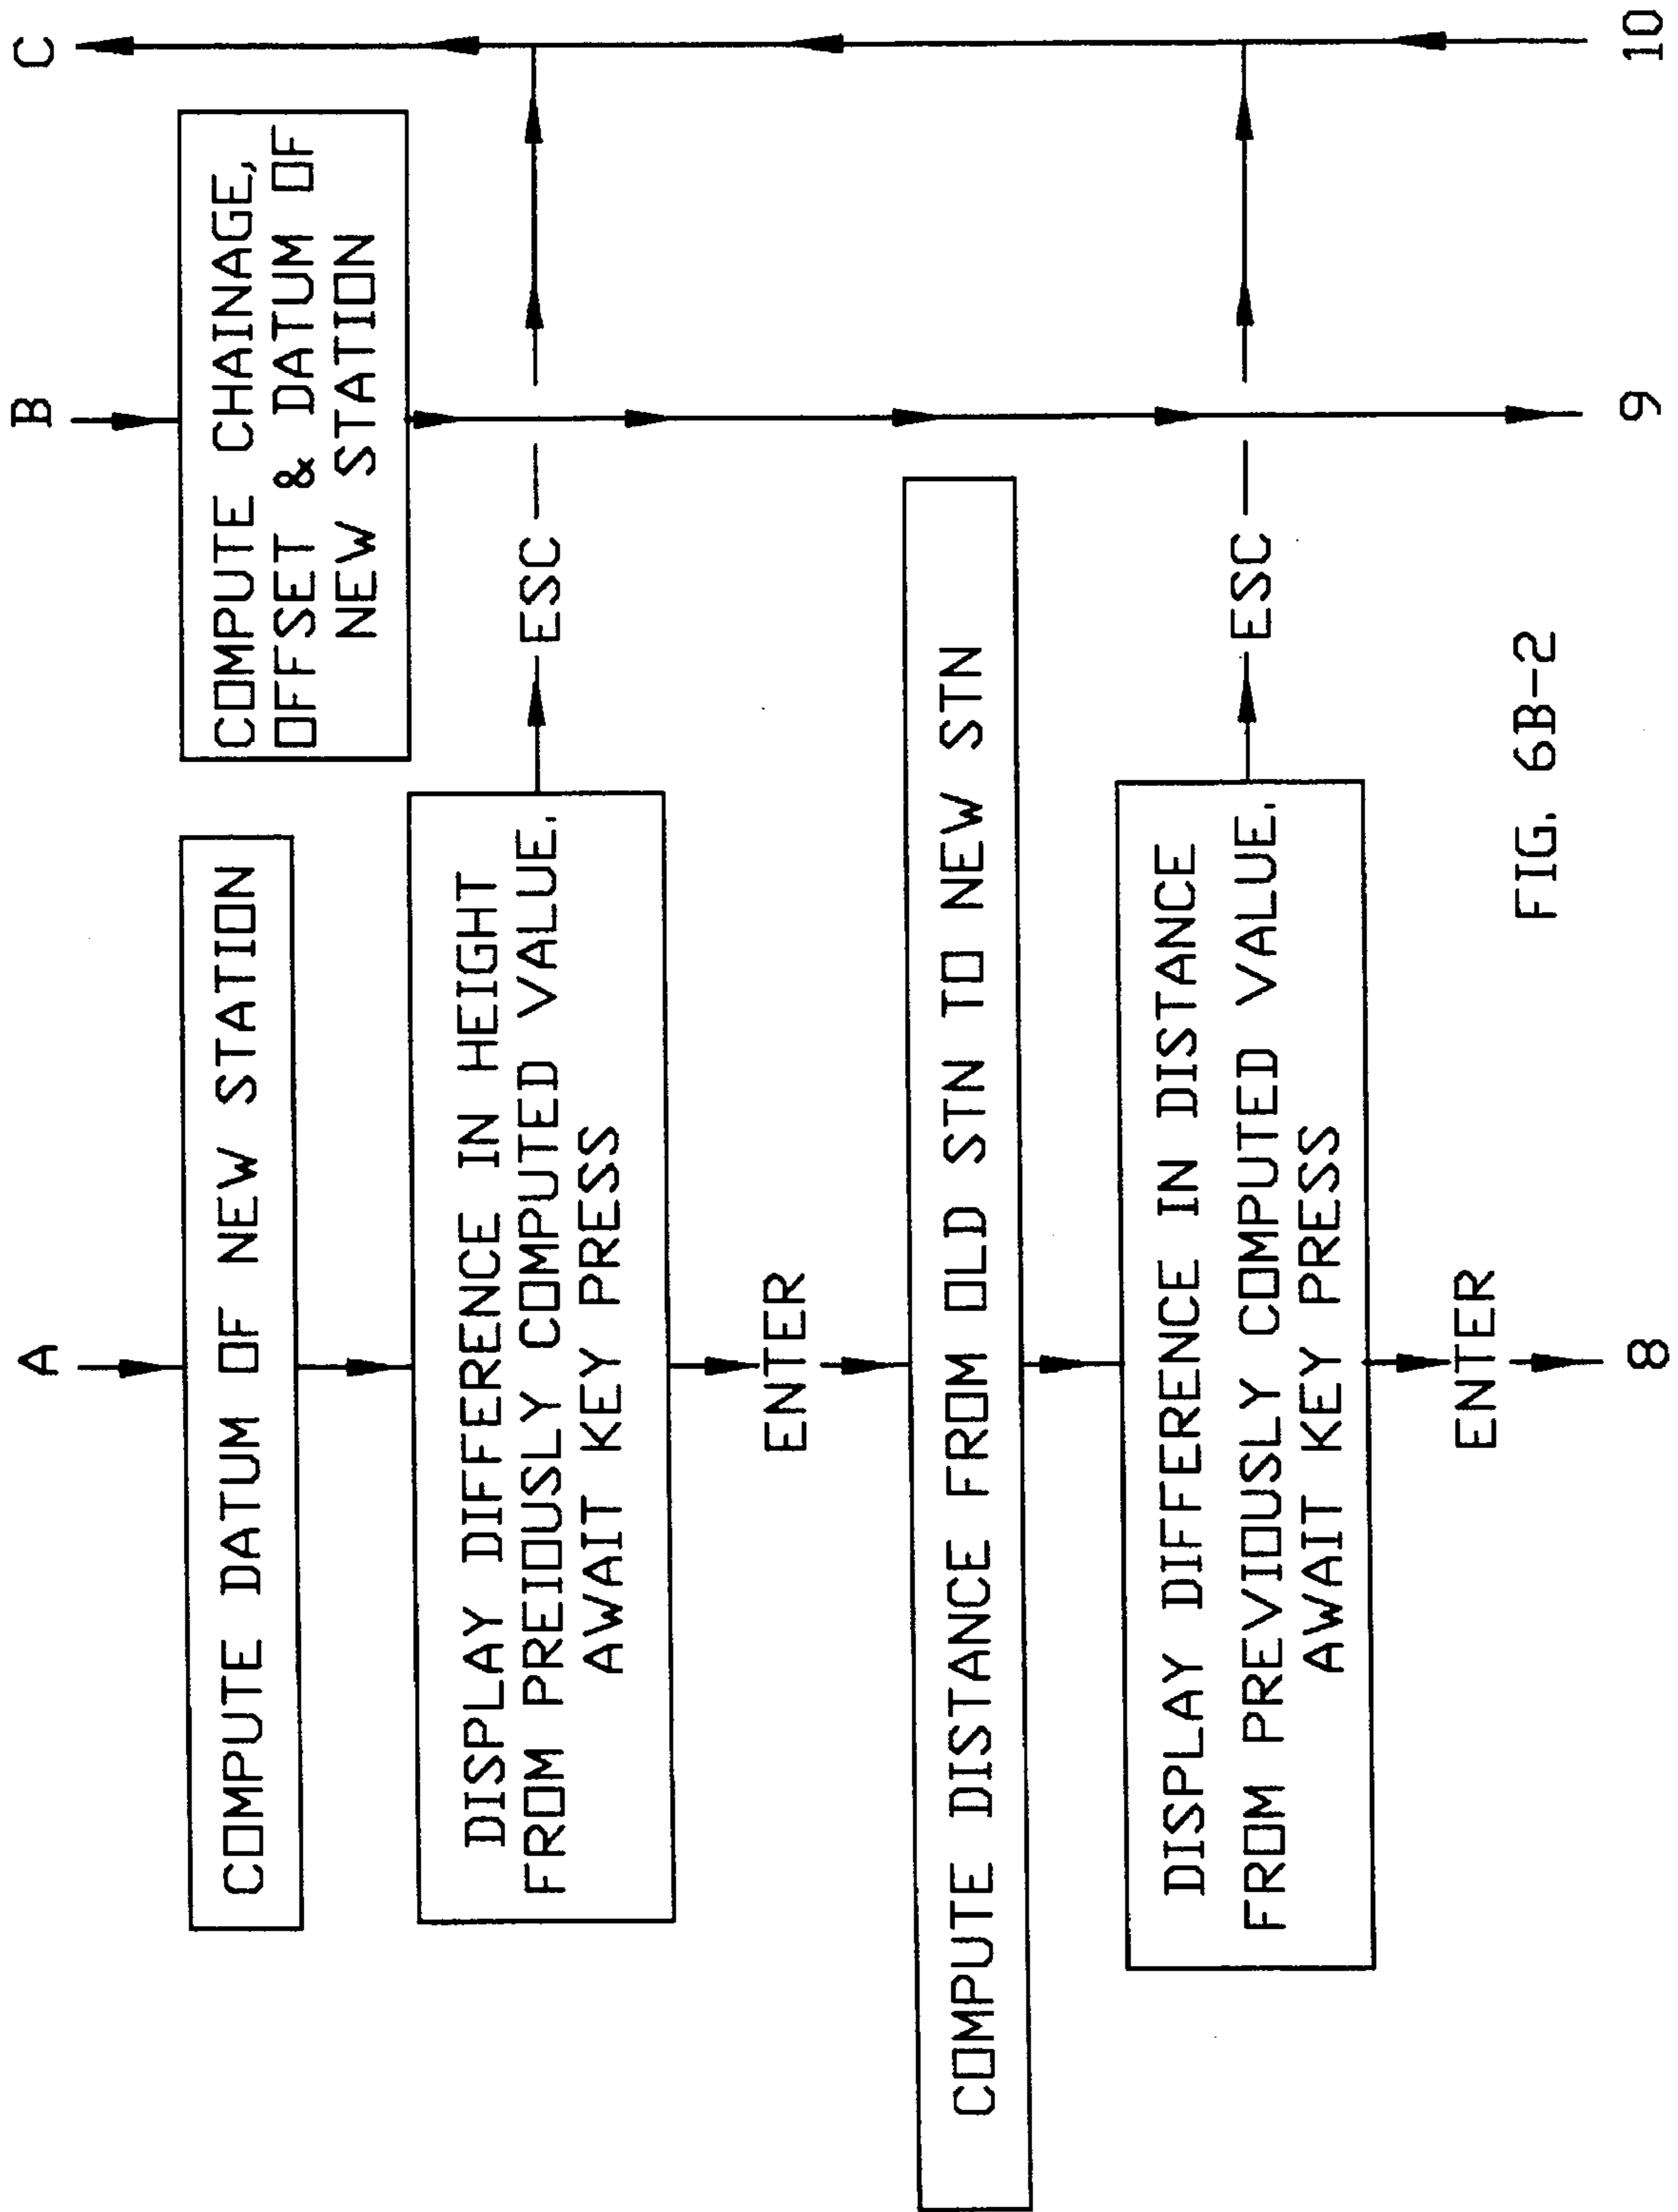 A
B
C
COMPUTE DATUM OF NEW STATION
COMPUTE CHAINAGE,
OFFSET & DATUM OF
NEW STATION
DISPLAY DIFFERENCE IN HEIGHT
FROM PREIOUSLY COMPUTED VALUE.
AWAIT KEY PRESS
ESC
ENTER
COMPUTE DISTANCE FROM OLD STN TO NEW STN
DISPLAY DIFFERENCE IN DISTANCE
FROM PREVIOUSLY COMPUTED VALUE.
AWAIT KEY PRESS
ESC
ENTER
8
9
10
FIG. 6B-2